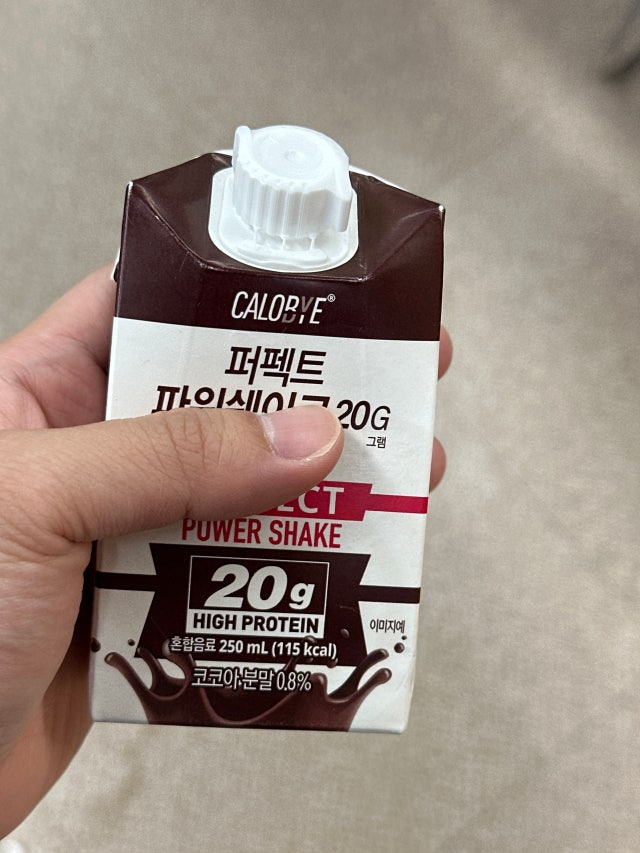 CALOBYE®
퍼펙트
파워쉐이크 20G
그램
POWER SHAKE
20g
HIGH PROTEIN
이미지예
혼합음료 250 mL (115 kcal)
코코아분말 0.8%